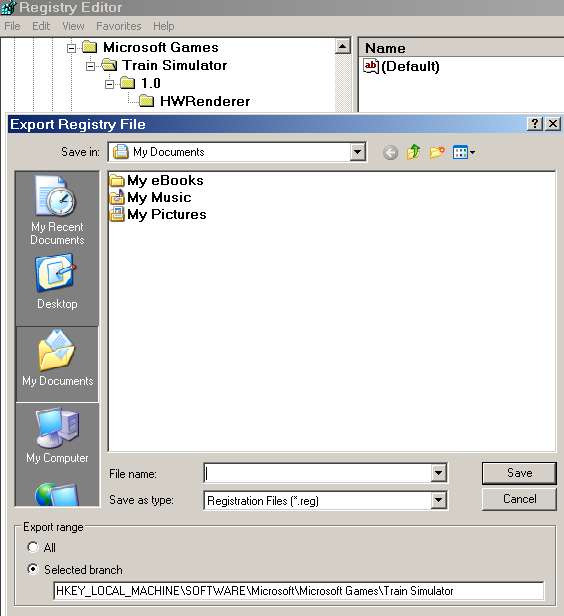 Registry Editor
File Edit View Favorites Help
Microsoft Games
Train Simulator
1.0
HWRenderer
Name
ab (Default)
Export Registry File
Save in: My Documents
My Recent Documents
Desktop
My Documents
My Computer
My eBooks
My Music
My Pictures
File name:
Save
Save as type: Registration Files (*.reg)
Cancel
Export range
All
Selected branch
HKEY_LOCAL_MACHINE\SOFTWARE\Microsoft\Microsoft Games\Train Simulator